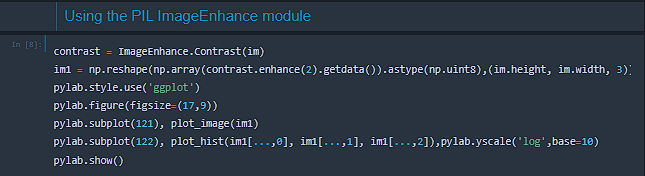 Using the PIL ImageEnhance module
In [8]:
contrast = ImageEnhance.Contrast(im)
im1 = np.reshape(np.array(contrast.enhance(2).getdata()).astype(np.uint8),(im.height, im.width, 3))
pylab.style.use('ggplot')
pylab.figure(figsize=(17,9))
pylab.subplot(121), plot_image(im1)
pylab.subplot(122), plot_hist(im1[...,0], im1[...,1], im1[...,2]),pylab.yscale('log',base=10)
pylab.show()